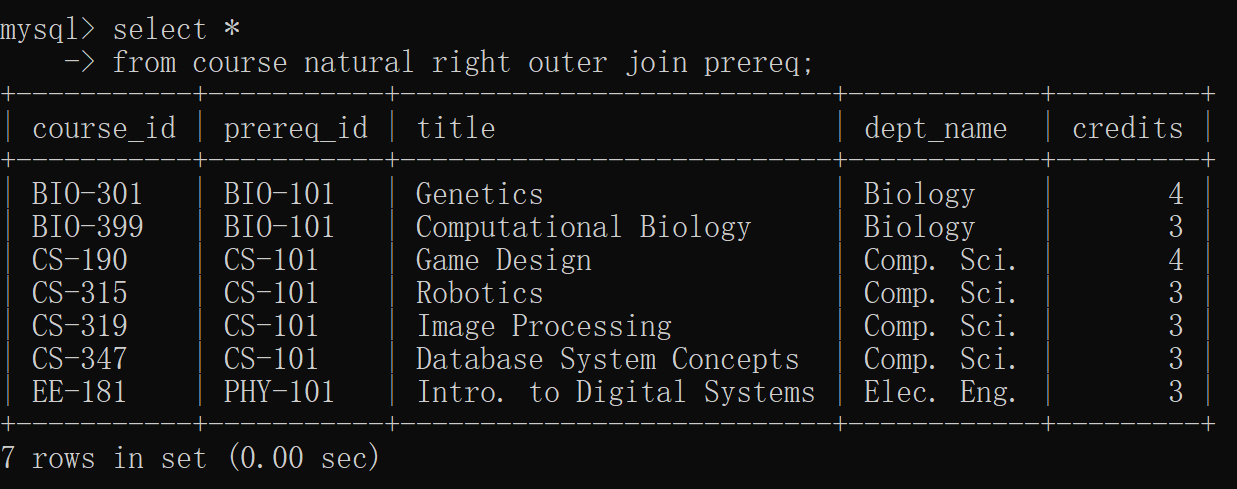 mysql> select *
    -> from course natural right outer join prereq;
+-----------+-----------+---------------------------+------------+---------+
| course_id | prereq_id | title                     | dept_name  | credits |
+-----------+-----------+---------------------------+------------+---------+
| BIO-301   | BIO-101   | Genetics                  | Biology    |       4 |
| BIO-399   | BIO-101   | Computational Biology     | Biology    |       3 |
| CS-190    | CS-101    | Game Design               | Comp. Sci. |       4 |
| CS-315    | CS-101    | Robotics                  | Comp. Sci. |       3 |
| CS-319    | CS-101    | Image Processing          | Comp. Sci. |       3 |
| CS-347    | CS-101    | Database System Concepts  | Comp. Sci. |       3 |
| EE-181    | PHY-101   | Intro. to Digital Systems | Elec. Eng. |       3 |
+-----------+-----------+---------------------------+------------+---------+
7 rows in set (0.00 sec)